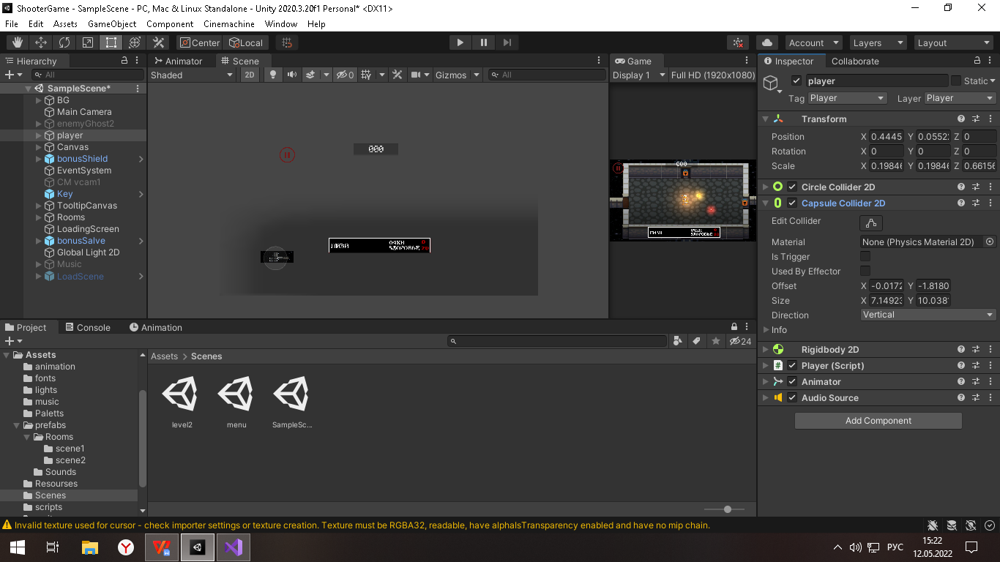 ShooterGame - SampleScene - PC, Mac & Linux Standalone - Unity 2020.3.20f1 Personal* <DX11>
File Edit Assets GameObject Component Cinemachine Window Help
Center Local Account Layers Layout
Hierarchy
All
SampleScene*
BG
Main Camera
enemyGhost2
player
Canvas
bonusShield
EventSystem
CM vcam1
Key
TooltipCanvas
Rooms
LoadingScreen
bonusSalve
Global Light 2D
Music
LoadScene
Animator Scene
Shaded 2D 0 Gizmos All
000
ОЧКИ 0
ЗДОРОВЬЕ 20
Game
Display 1 Full HD (1920x1080)
000
Inspector Collaborate
player Static
Tag Player Layer Player
Transform
Position X 0.4445 Y 0.0552 Z 0
Rotation X 0 Y 0 Z 0
Scale X 0.1984 Y 0.1984 Z 0.6615
Circle Collider 2D
Capsule Collider 2D
Edit Collider
Material None (Physics Material 2D)
Is Trigger
Used By Effector
Offset X -0.0172 Y -1.8180
Size X 7.1492 Y 10.038
Direction Vertical
Info
Rigidbody 2D
Player (Script)
Animator
Audio Source
Add Component
Project Console Animation
24
Assets
animation
fonts
lights
music
Paletts
prefabs
Rooms
scene1
scene2
Sounds
Resourses
Scenes
scripts
Assets > Scenes
level2 menu SampleSc...
Invalid texture used for cursor - check importer settings or texture creation. Texture must be RGBA32, readable, have alphaIsTransparency enabled and have no mip chain.
РУС
15:22
12.05.2022